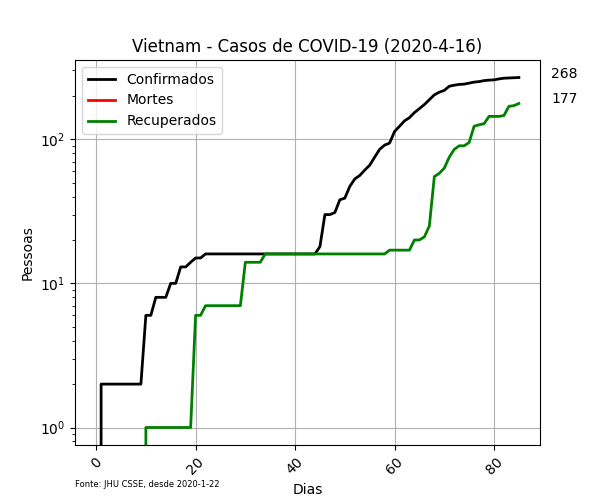 Vietnam - Casos de COVID-19 (2020-4-16)
Confirmados
Mortes
Recuperados
268
177
Pessoas
10²
10¹
10⁰
0
20
40
60
80
Dias
Fonte: JHU CSSE, desde 2020-1-22